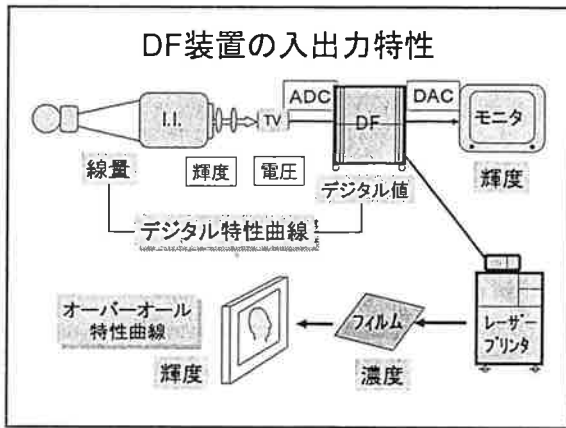 DF装置の入出力特性
ADC
DAC
I.I.
TV
DF
モニタ
線量
輝度
電圧
デジタル値
輝度
デジタル特性曲線
オーバーオール
特性曲線
フィルム
レーザー
プリンタ
輝度
濃度